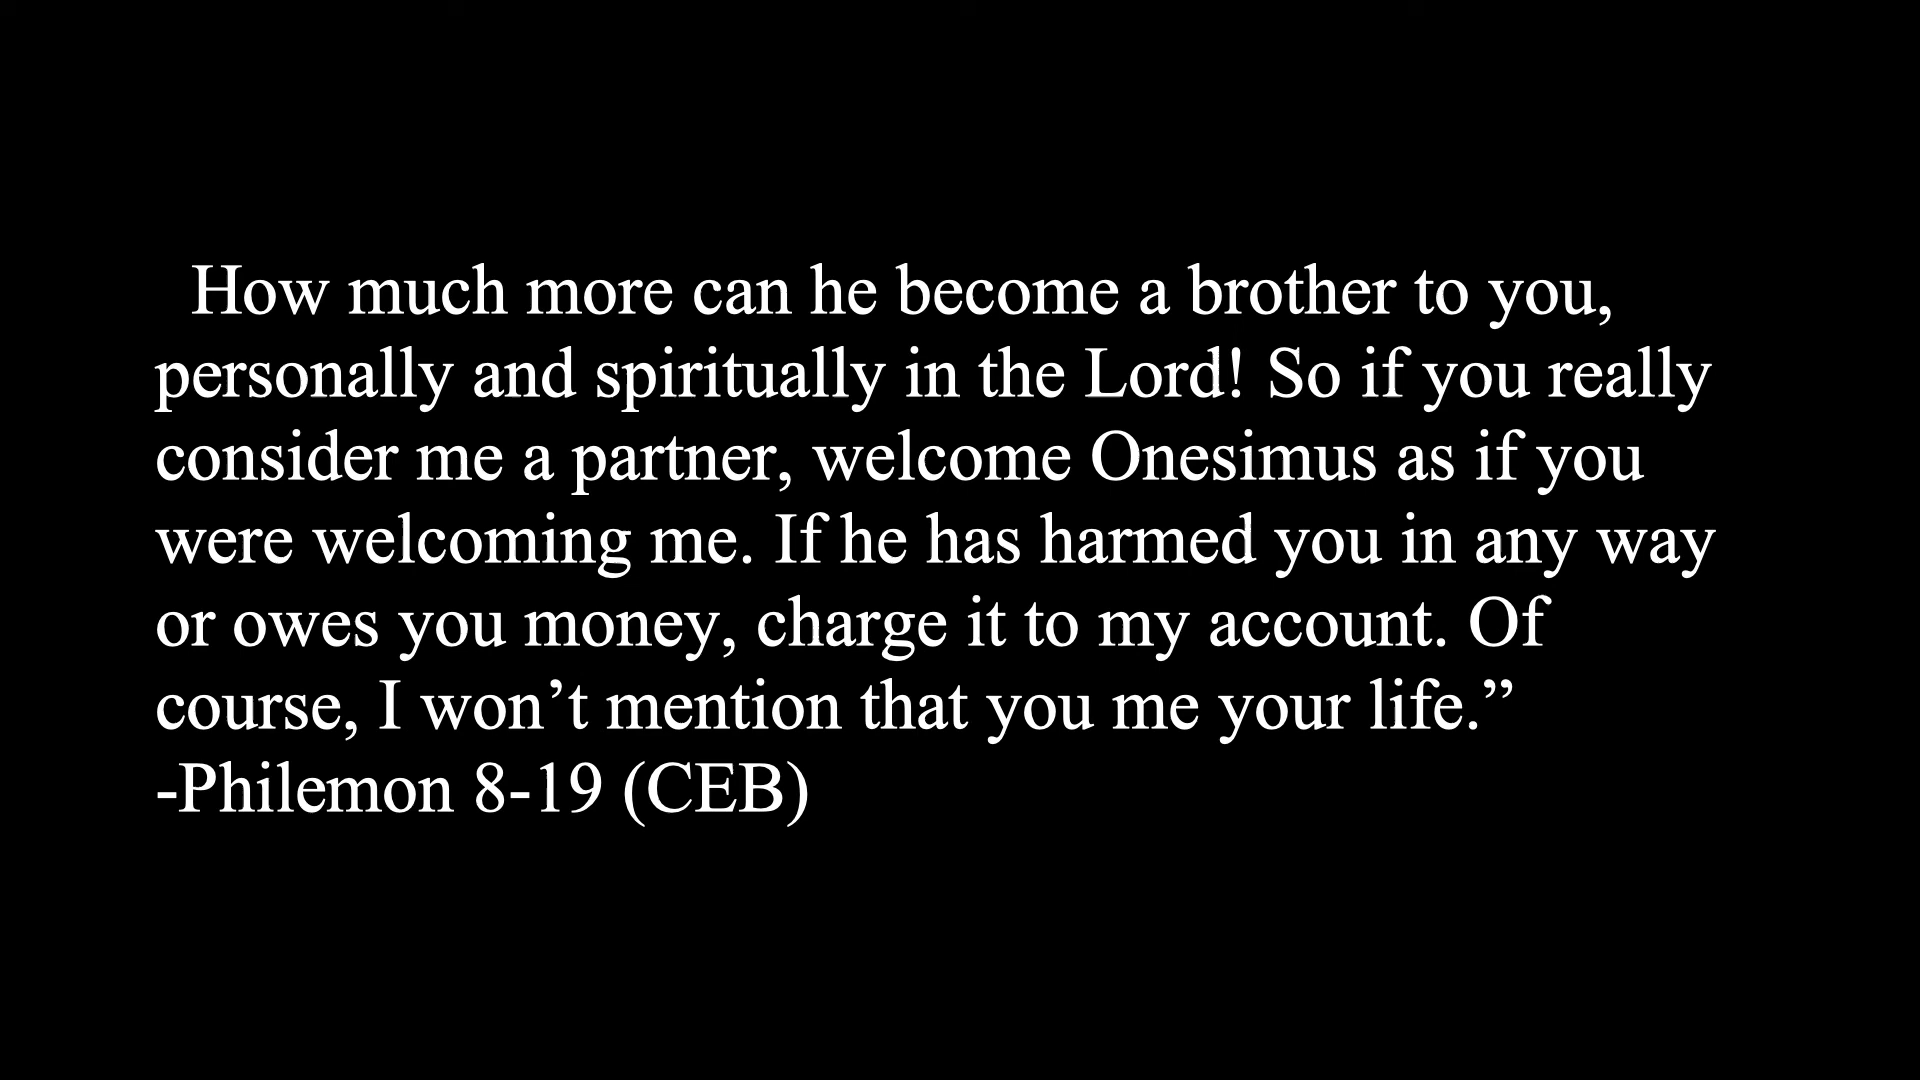 How much more can he become a brother to you,
personally and spiritually in the Lord! So if you really
consider me a partner, welcome Onesimus as if you
were welcoming me. If he has harmed you in any way
or owes you money, charge it to my account. Of
course, I won’t mention that you me your life.”
-Philemon 8-19 (CEB)